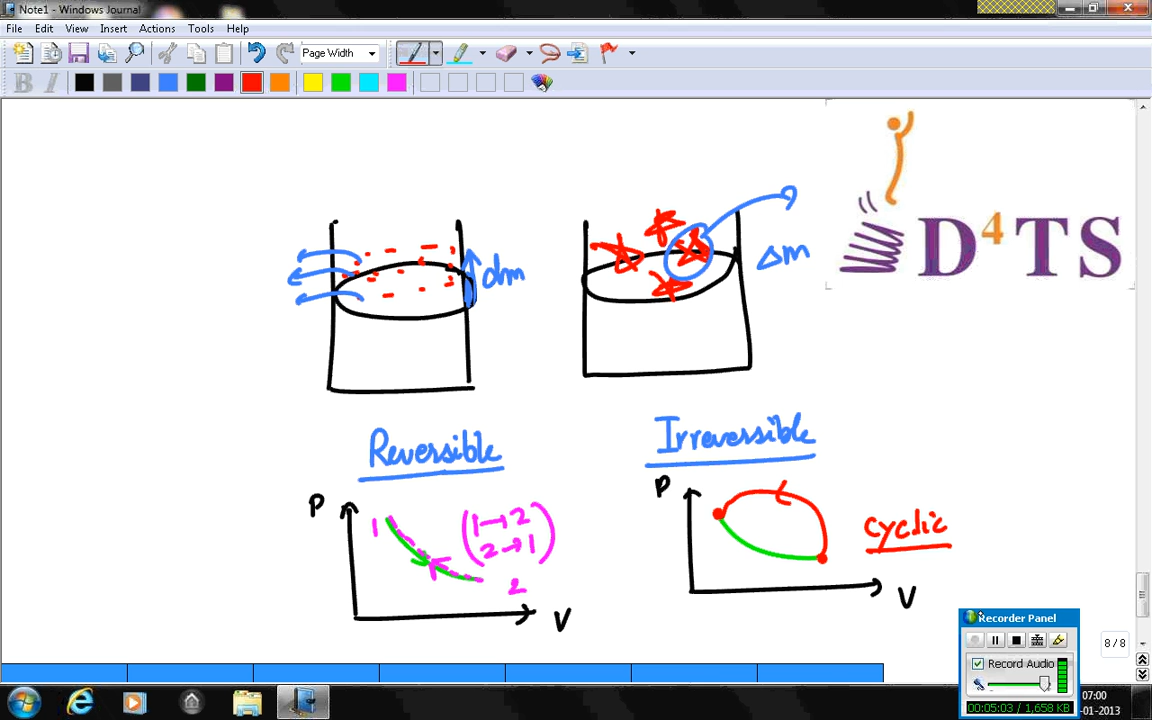 Note1 - Windows Journal
File Edit View Insert Actions Tools Help
Page Width
B I
D4TS
dm
Δm
Reversible
Irreversible
P
1
(1→2
2→1)
2
V
P
cyclic
V
Recorder Panel
Record Audio
00:05:03 / 1,658 KB
8 / 8
07:00
-01-2013